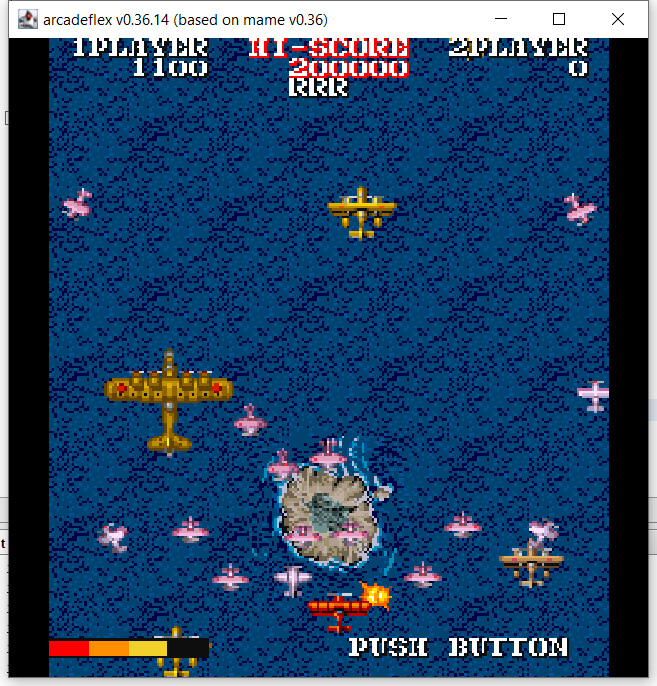 arcadeflex v0.36.14 (based on mame v0.36)
1PLAYER HI-SCORE 2PLAYER
1100 200000 0
RRR
PUSH BUTTON
t